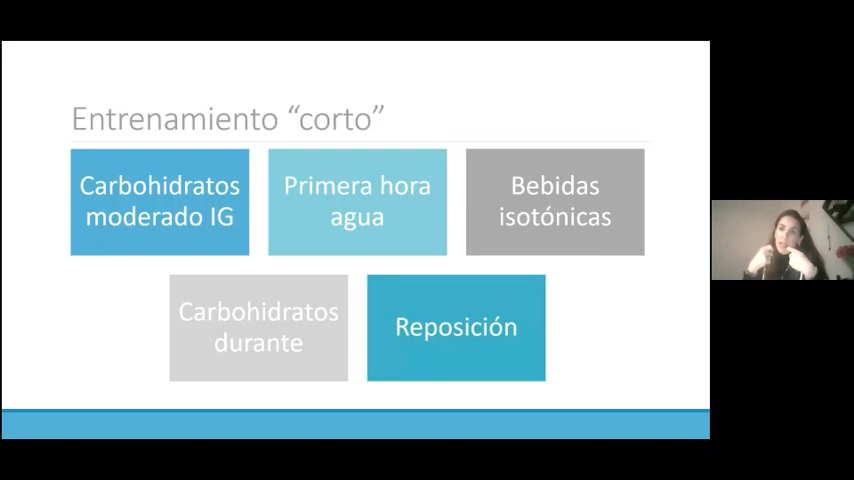 Entrenamiento “corto”
Carbohidratos
moderado IG
Primera hora
agua
Bebidas
isotónicas
Carbohidratos
durante
Reposición